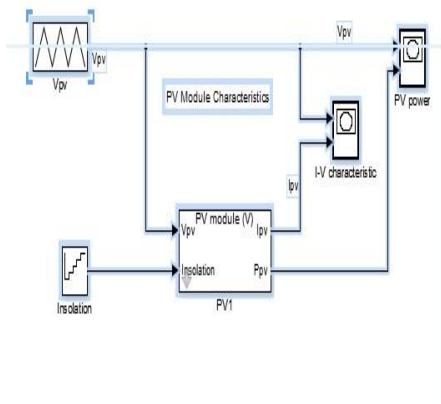 Vpv
Vpv
Vpv
PV power
PV Module Characteristics
I-V characteristic
Ipv
PV module (V)
Vpv Ipv
Insolation Ppv
PV1
Insolation